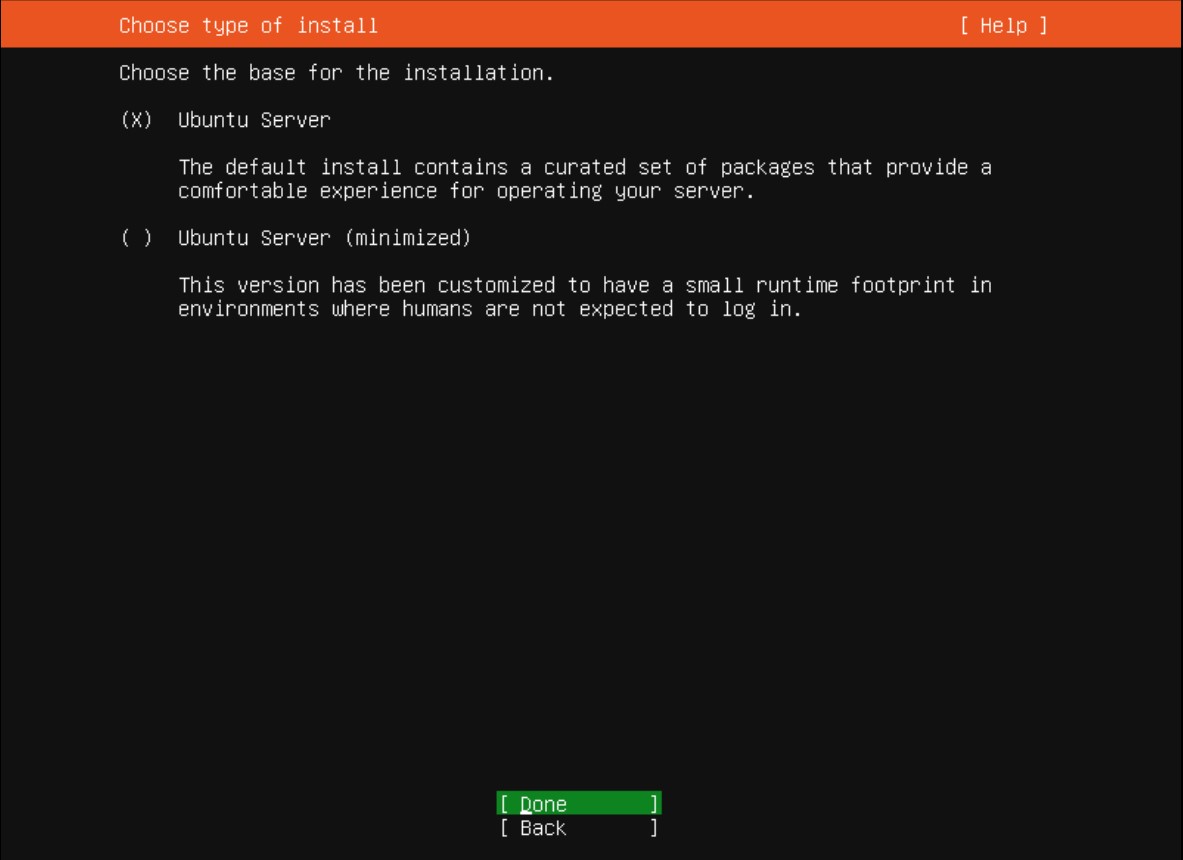 Choose type of install [ Help ]
Choose the base for the installation.
(X) Ubuntu Server
The default install contains a curated set of packages that provide a
comfortable experience for operating your server.
( ) Ubuntu Server (minimized)
This version has been customized to have a small runtime footprint in
environments where humans are not expected to log in.
[ Done ]
[ Back ]